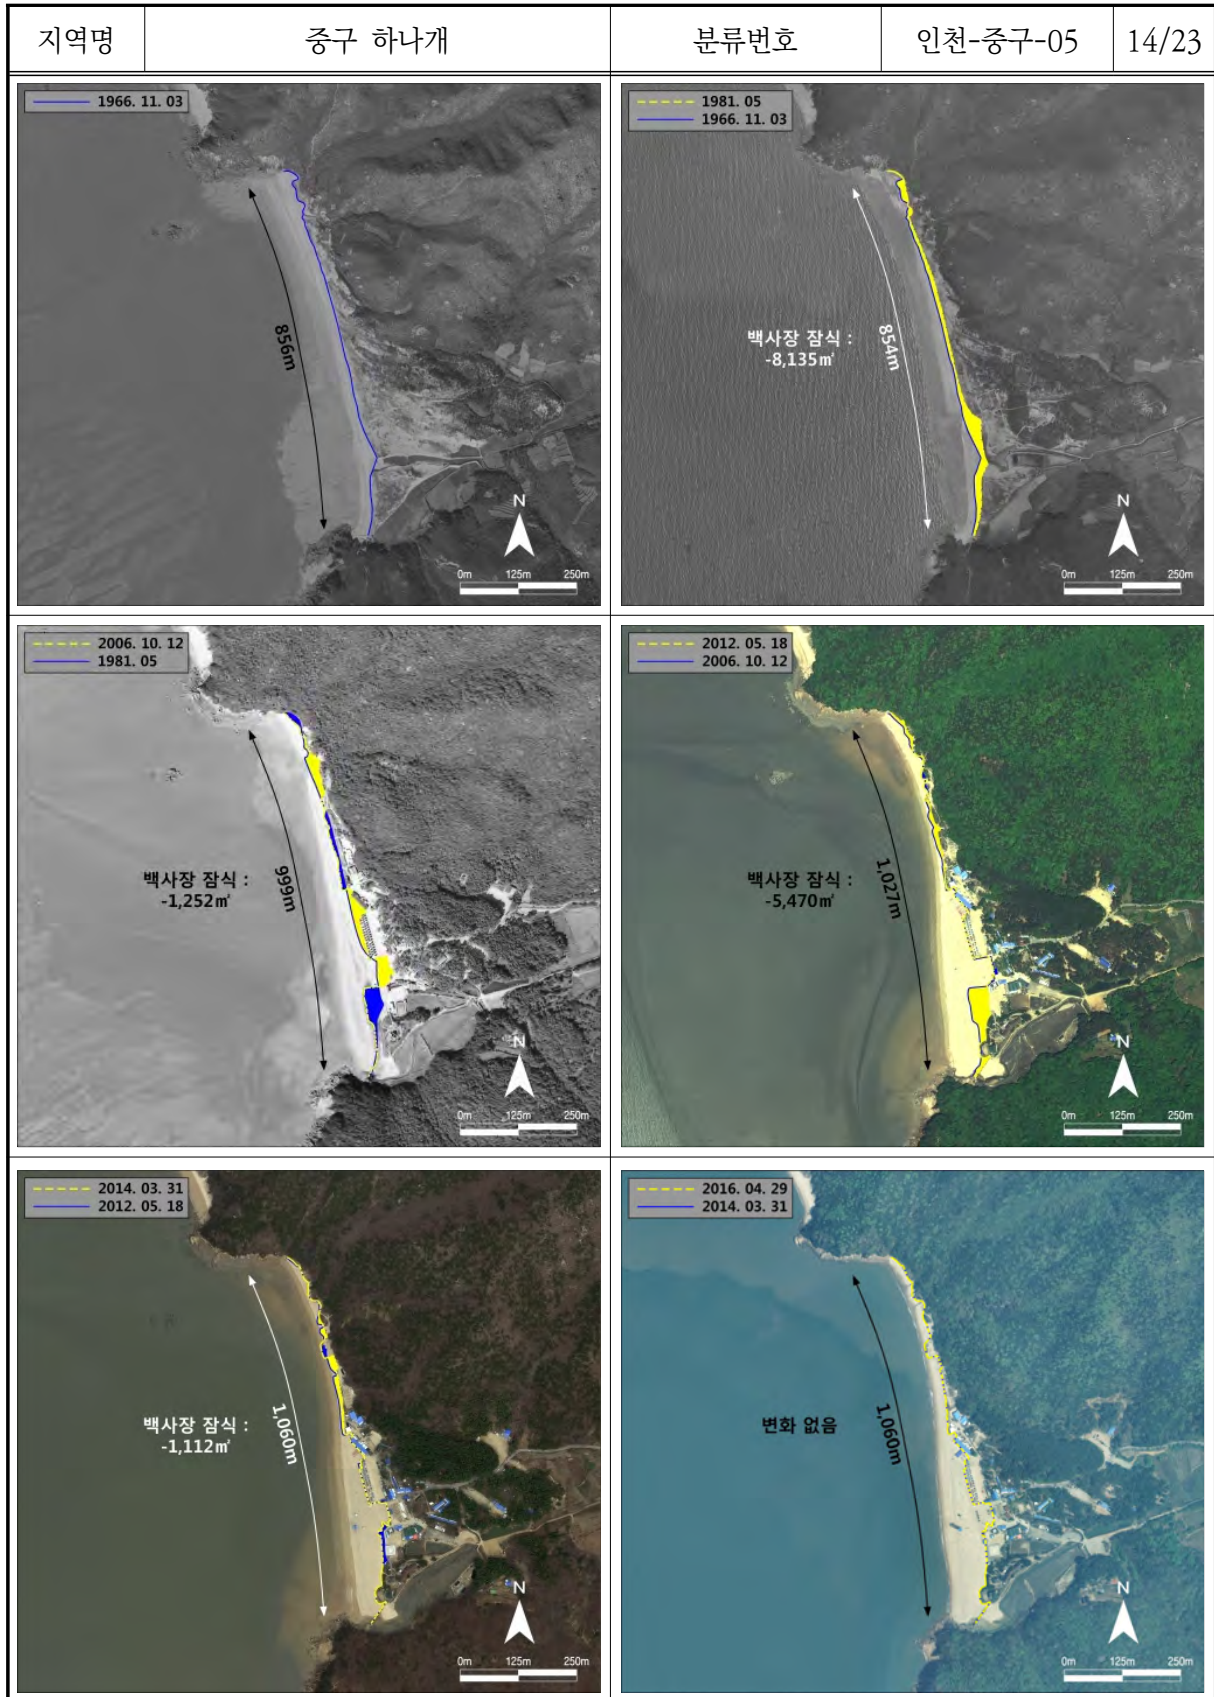 지역명 중구 하나개 분류번호 인천-중구-05 14/23
1966. 11. 03
856m
N
0m 125m 250m
1981. 05
1966. 11. 03
백사장 잠식 :
-8,135㎡
854m
N
0m 125m 250m
2006. 10. 12
1981. 05
백사장 잠식 :
-1,252㎡
999m
N
0m 125m 250m
2012. 05. 18
2006. 10. 12
백사장 잠식 :
-5,470㎡
1,027m
N
0m 125m 250m
2014. 03. 31
2012. 05. 18
백사장 잠식 :
-1,112㎡
1,060m
N
0m 125m 250m
2016. 04. 29
2014. 03. 31
변화 없음
1,060m
N
0m 125m 250m